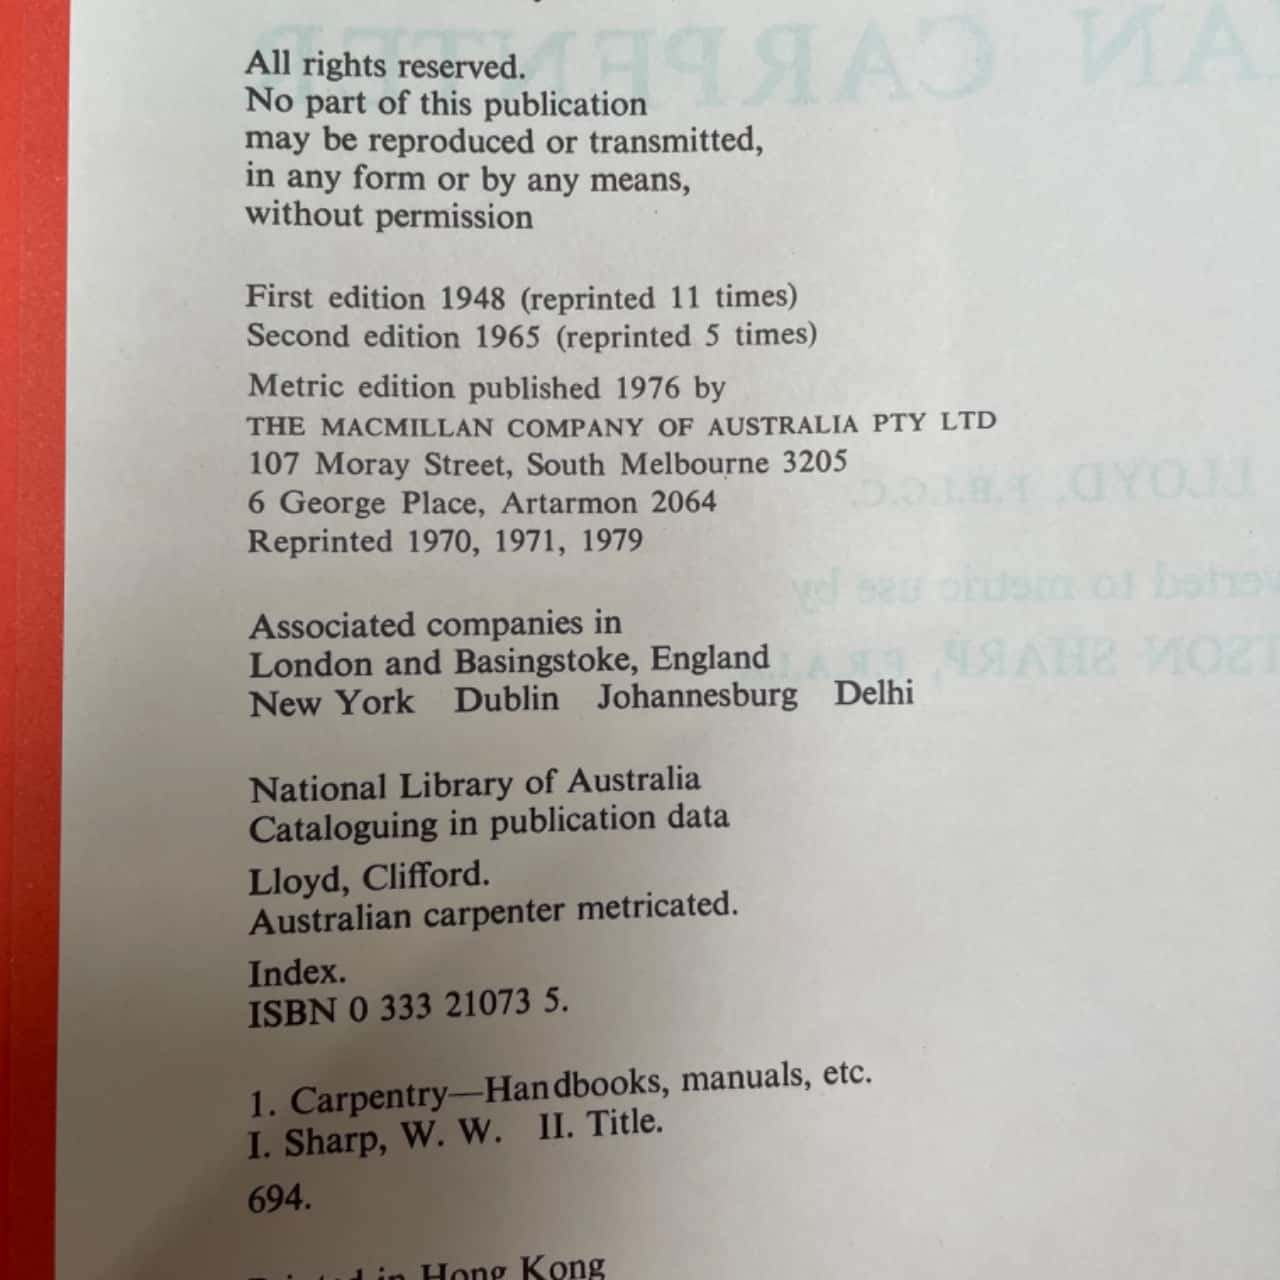 All rights reserved.
No part of this publication
may be reproduced or transmitted,
in any form or by any means,
without permission
First edition 1948 (reprinted 11 times)
Second edition 1965 (reprinted 5 times)
Metric edition published 1976 by
THE MACMILLAN COMPANY OF AUSTRALIA PTY LTD
107 Moray Street, South Melbourne 3205
6 George Place, Artarmon 2064
Reprinted 1970, 1971, 1979
Associated companies in
London and Basingstoke, England
New York Dublin Johannesburg Delhi
National Library of Australia
Cataloguing in publication data
Lloyd, Clifford.
Australian carpenter metricated.
Index.
ISBN 0 333 21073 5.
1. Carpentry—Handbooks, manuals, etc.
I. Sharp, W. W. II. Title.
694.
Printed in Hong Kong